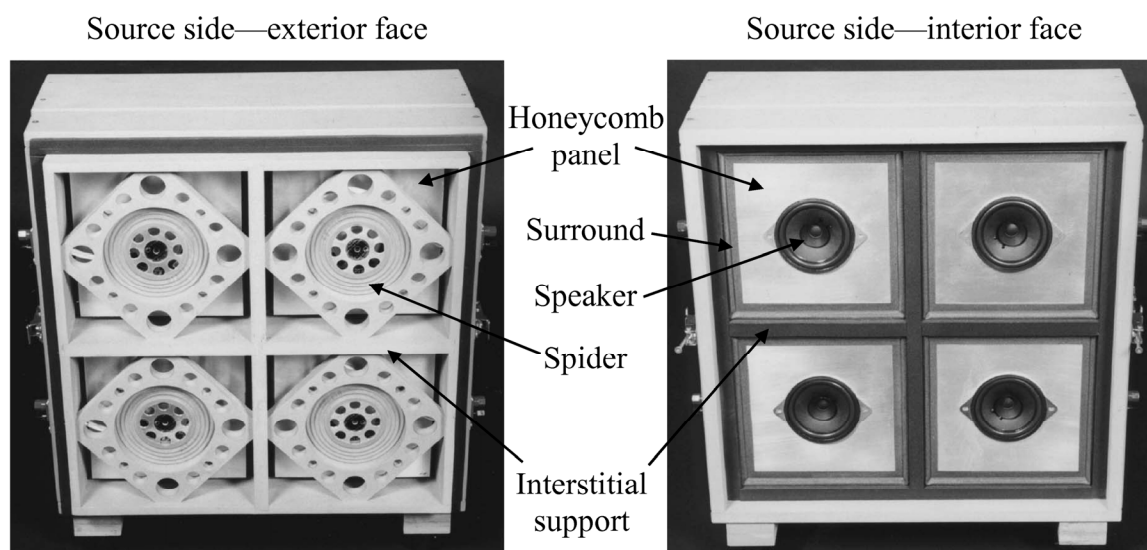 Source side—exterior face
Source side—interior face
Honeycomb
panel
Surround
Speaker
Spider
Interstitial
support